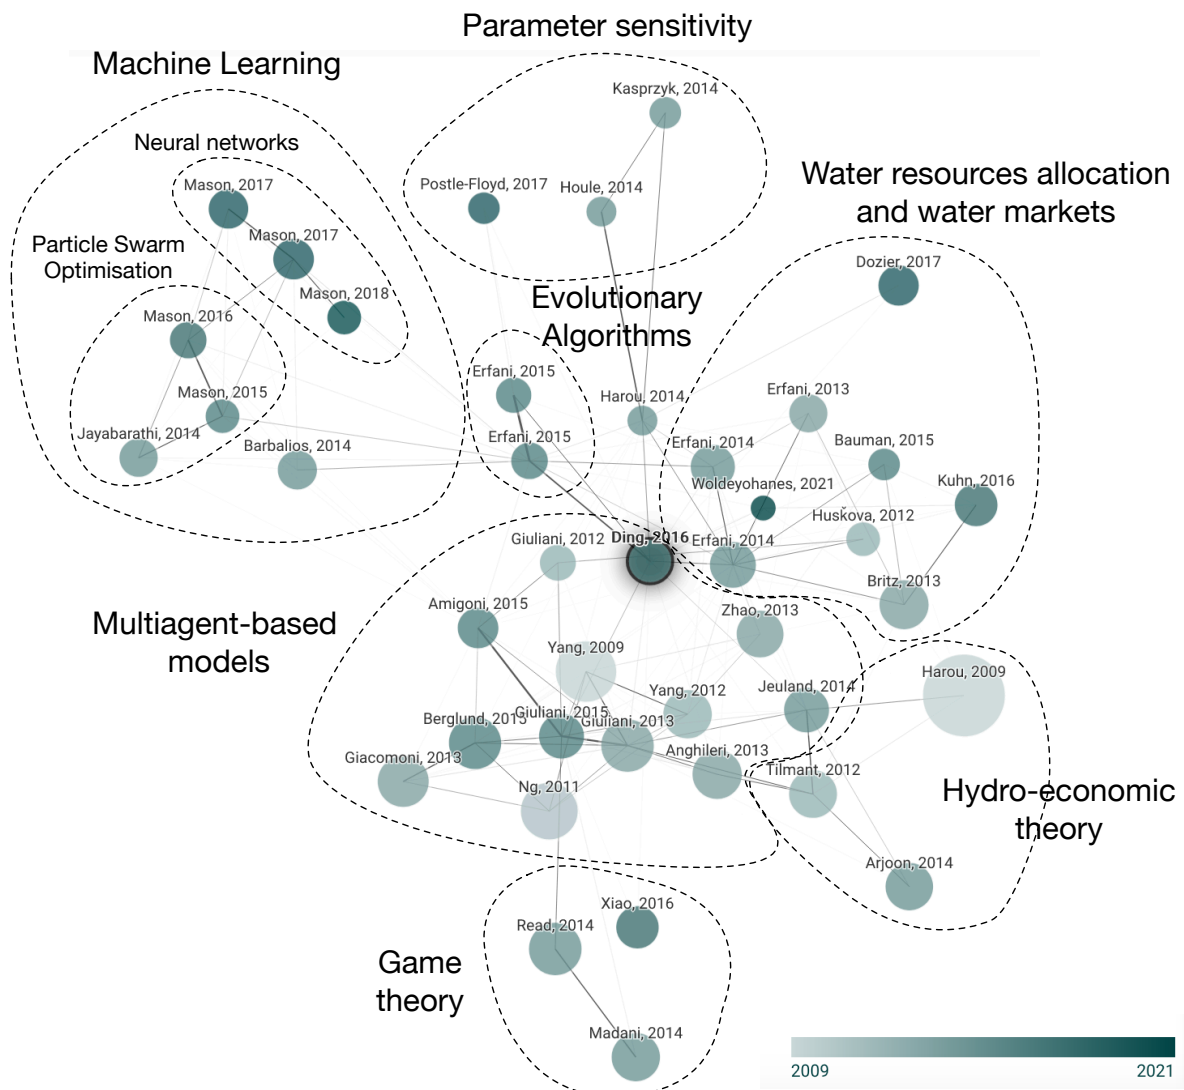 Parameter sensitivity
Machine Learning
Kasprzyk, 2014
Neural networks
Mason, 2017
Postle-Floyd, 2017
Houle, 2014
Water resources allocation
and water markets
Mason, 2017
Particle Swarm
Optimisation
Dozier, 2017
Mason, 2018
Evolutionary
Algorithms
Mason, 2016
Erfani, 2015
Mason, 2015
Harou, 2014
Erfani, 2013
Jayabarathi, 2014
Barbalios, 2014
Erfani, 2015
Erfani, 2014
Bauman, 2015
Woldeyohanes, 2021
Kuhn, 2016
Huskova, 2012
Giuliani, 2012
Ding, 2016
Erfani, 2014
Britz, 2013
Amigoni, 2015
Zhao, 2013
Multiagent-based
models
Yang, 2009
Harou, 2009
Yang, 2012
Jeuland, 2014
Berglund, 2015
Giuliani, 2015
Giuliani, 2013
Giacomoni, 2013
Anghileri, 2013
Tilmant, 2012
Ng, 2011
Hydro-economic
theory
Arjoon, 2014
Xiao, 2016
Read, 2014
Game
theory
Madani, 2014
2009
2021